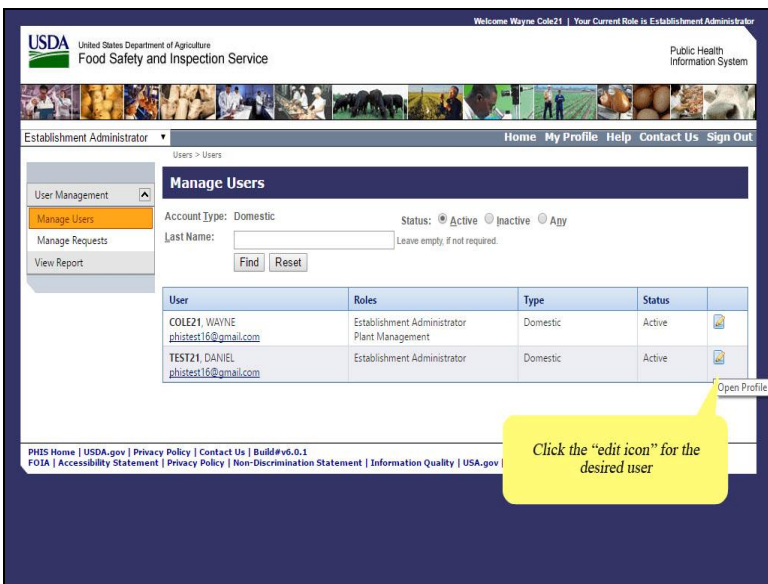 Welcome Wayne Cole21 | Your Current Role is Establishment Administrator
USDA
United States Department of Agriculture
Food Safety and Inspection Service
Public Health
Information System
Establishment Administrator
Home My Profile Help Contact Us Sign Out
Users > Users
User Management
Manage Users
Manage Requests
View Report
Manage Users
Account Type: Domestic
Status: Active Inactive Any
Last Name:
Leave empty, if not required.
Find Reset
User Roles Type Status
COLE21, WAYNE Establishment Administrator Domestic Active
phistest16@gmail.com Plant Management
TEST21, DANIEL Establishment Administrator Domestic Active
phistest16@gmail.com
Open Profile
Click the “edit icon” for the
desired user
PHIS Home | USDA.gov | Privacy Policy | Contact Us | Build#v6.0.1
FOIA | Accessibility Statement | Privacy Policy | Non-Discrimination Statement | Information Quality | USA.gov |